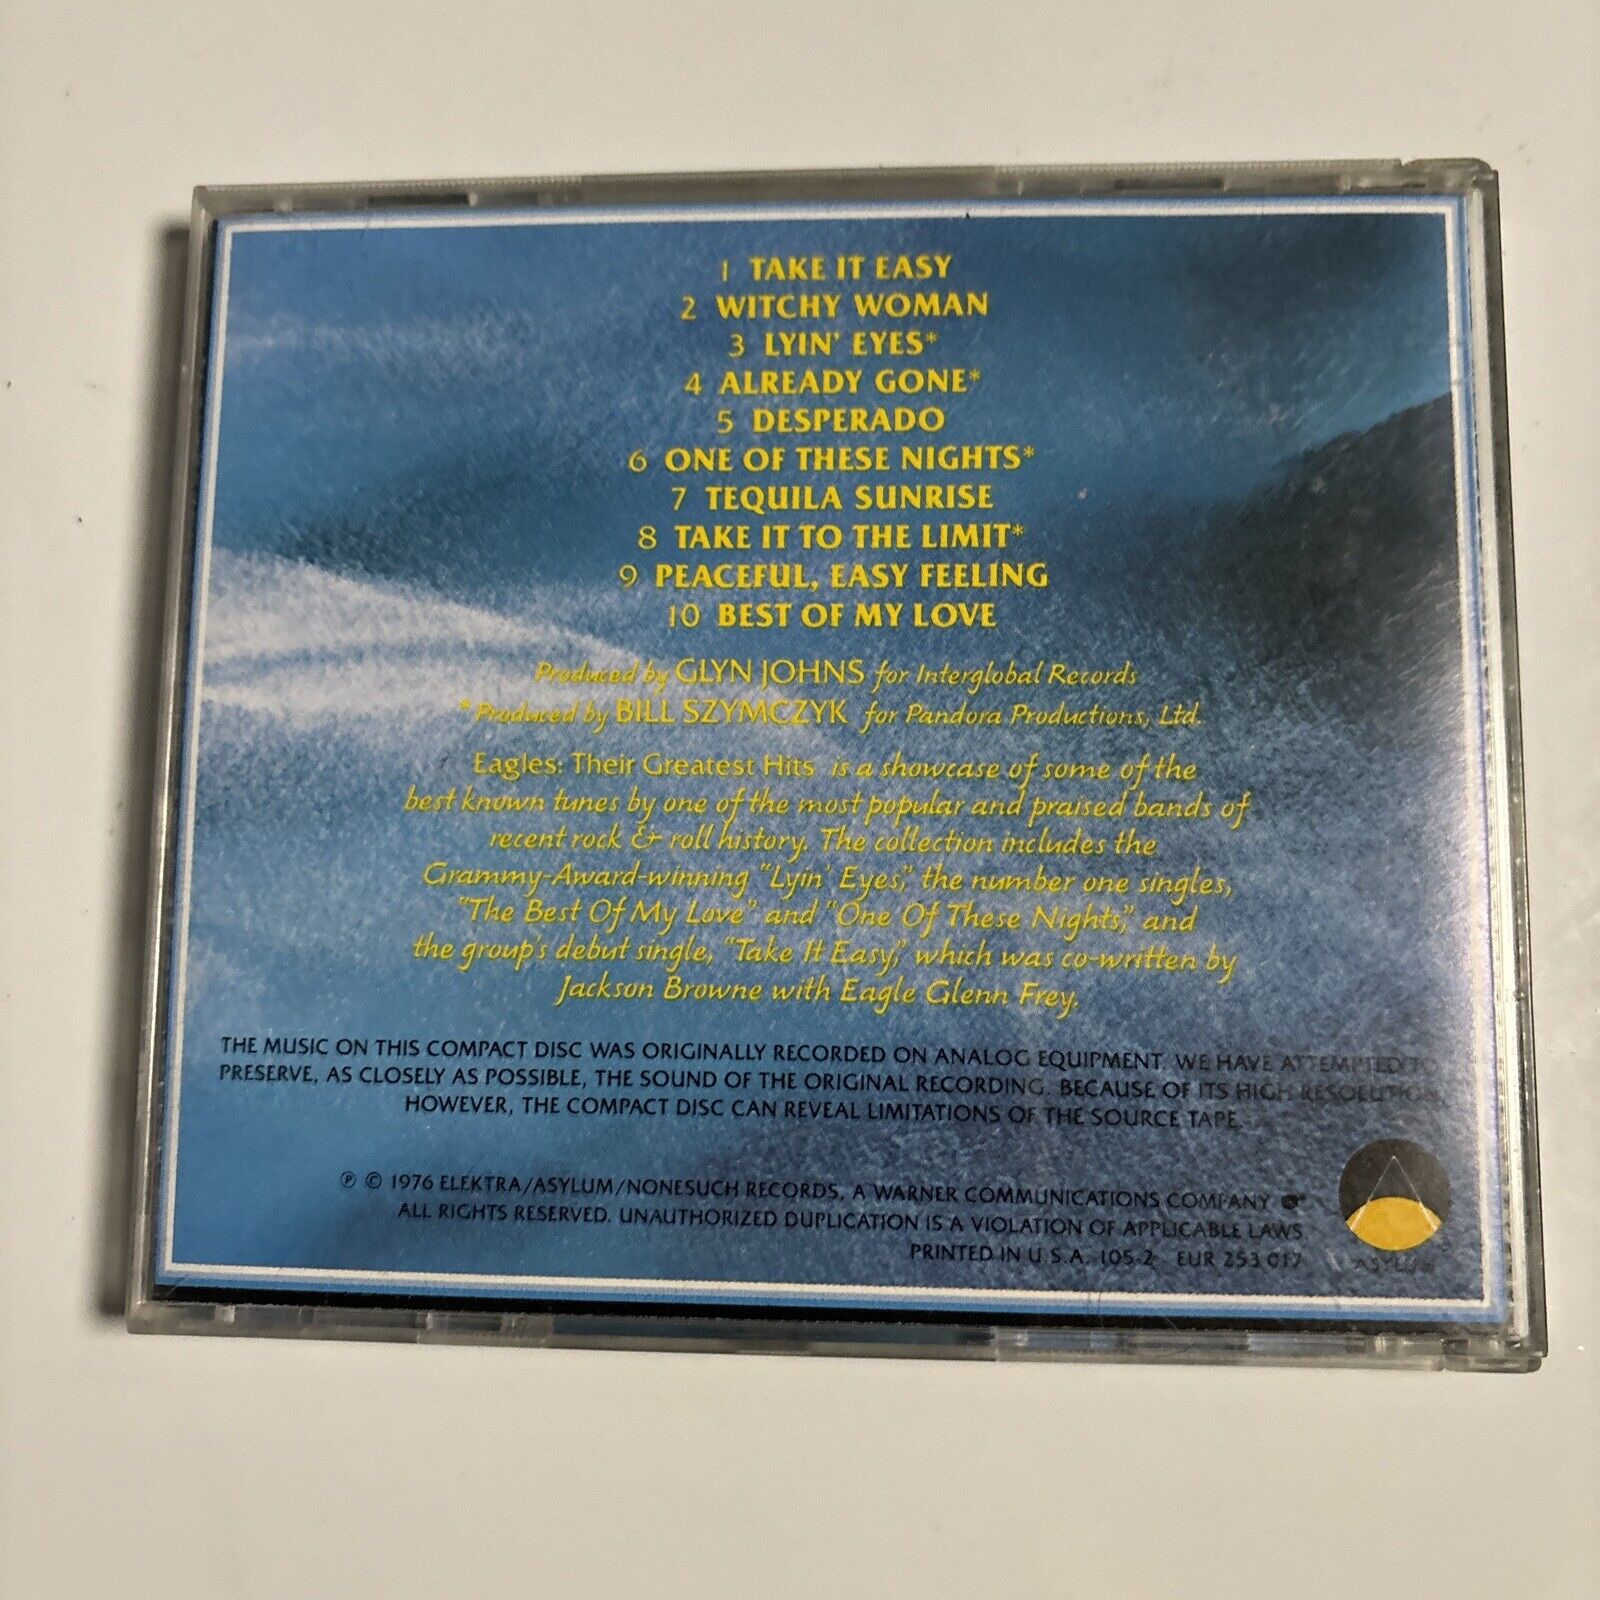 1 TAKE IT EASY
2 WITCHY WOMAN
3 LYIN' EYES*
4 ALREADY GONE*
5 DESPERADO
6 ONE OF THESE NIGHTS*
7 TEQUILA SUNRISE
8 TAKE IT TO THE LIMIT*
9 PEACEFUL, EASY FEELING
10 BEST OF MY LOVE
Produced by GLYN JOHNS for Interglobal Records
*Produced by BILL SZYMCZYK for Pandora Productions, Ltd.
Eagles: Their Greatest Hits is a showcase of some of the
best known tunes by one of the most popular and praised bands of
recent rock & roll history. The collection includes the
Grammy-Award-winning "Lyin' Eyes," the number one singles,
"The Best Of My Love" and "One Of These Nights," and
the group's debut single, "Take It Easy," which was co-written by
Jackson Browne with Eagle Glenn Frey.
THE MUSIC ON THIS COMPACT DISC WAS ORIGINALLY RECORDED ON ANALOG EQUIPMENT. WE HAVE ATTEMPTED TO
PRESERVE, AS CLOSELY AS POSSIBLE, THE SOUND OF THE ORIGINAL RECORDING. BECAUSE OF ITS HIGH RESOLUTION,
HOWEVER, THE COMPACT DISC CAN REVEAL LIMITATIONS OF THE SOURCE TAPE.
℗ © 1976 ELEKTRA/ASYLUM/NONESUCH RECORDS, A WARNER COMMUNICATIONS COMPANY
ALL RIGHTS RESERVED. UNAUTHORIZED DUPLICATION IS A VIOLATION OF APPLICABLE LAWS
PRINTED IN U.S.A. 105-2 EUR 253 017
ASYLUM